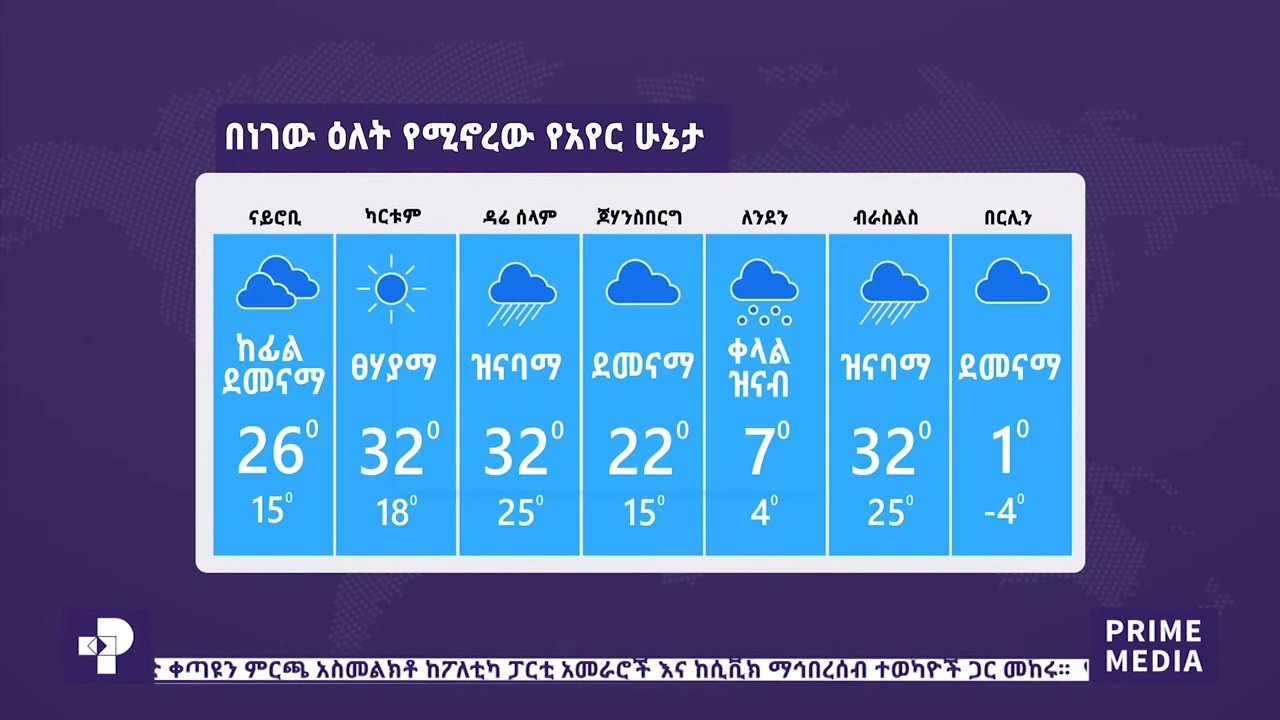 በነገው ዕለት የሚኖረው የአየር ሁኔታ
ናይሮቢ ካርቱም ዳሬ ሰላም ጆሃንስበርግ ለንደን ብራስልስ በርሊን
ከፊል
ደመናማ
ፀሃያማ
ዝናባማ
ደመናማ
ቀላል
ዝናብ
ዝናባማ
ደመናማ
26⁰ 32⁰ 32⁰ 22⁰ 7⁰ 32⁰ 1⁰
15⁰ 18⁰ 25⁰ 15⁰ 4⁰ 25⁰ -4⁰
PRIME
MEDIA
ቀጣዩን ምርጫ አስመልክቶ ከፖለቲካ ፓርቲ አመራሮች እና ከሲቪክ ማኅበረሰብ ተወካዮች ጋር መከሩ።